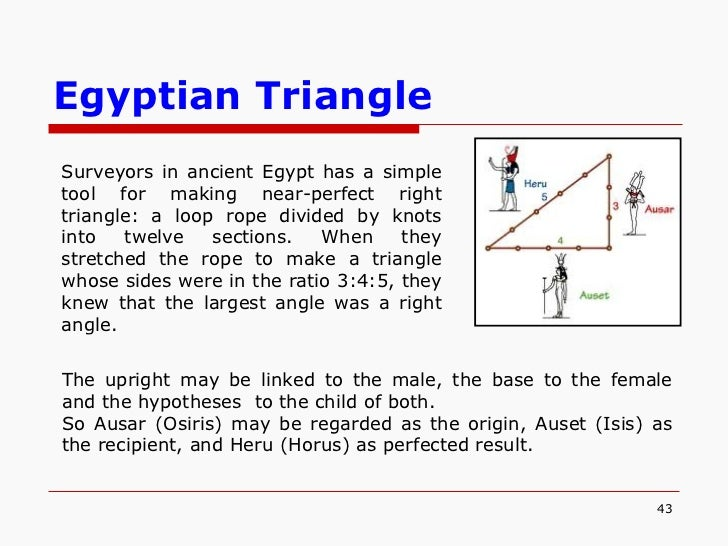 Egyptian Triangle
Surveyors in ancient Egypt has a simple
tool for making near-perfect right
triangle: a loop rope divided by knots
into twelve sections. When they
stretched the rope to make a triangle
whose sides were in the ratio 3:4:5, they
knew that the largest angle was a right
angle.
Heru
5
3
Ausar
4
Auset
The upright may be linked to the male, the base to the female
and the hypotheses to the child of both.
So Ausar (Osiris) may be regarded as the origin, Auset (Isis) as
the recipient, and Heru (Horus) as perfected result.
43